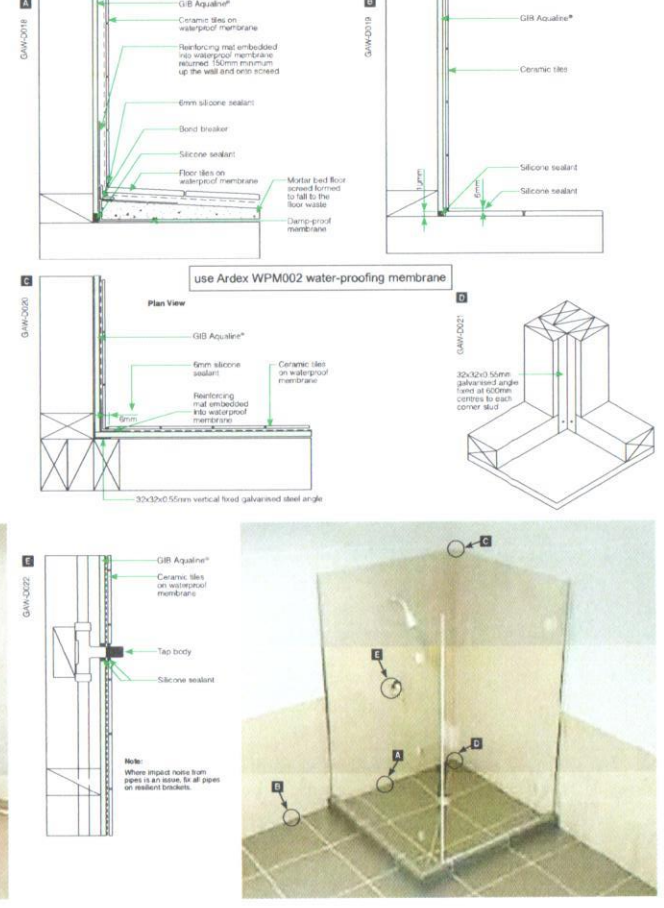 A
GAW-D018
GIB Aqualine®
Ceramic tiles on
waterproof membrane
Reinforcing mat embedded
into waterproof membrane
returned 150mm minimum
up the wall and onto screed
6mm silicone sealant
Bond breaker
Silicone sealant
Floor tiles on
waterproof membrane
Mortar bed floor
screed formed
to fall to the
floor waste
Damp-proof
membrane
B
GAW-D019
GIB Aqualine®
Ceramic tiles
Silicone sealant
Silicone sealant
6mm
use Ardex WPM002 water-proofing membrane
C
GAW-D020
Plan View
GIB Aqualine®
6mm silicone
sealant
Ceramic tiles
on waterproof
membrane
Reinforcing
mat embedded
into waterproof
membrane
6mm
32x32x0.55mm vertical fixed galvanised steel angle
D
GAW-D021
32x32x0.55mm
galvanised angle
fixed at 600mm
centres to each
corner stud
E
GAW-D022
GIB Aqualine®
Ceramic tiles
on waterproof
membrane
Tap body
Silicone sealant
Note:
Where impact noise from
pipes is an issue, fix all pipes
on resilient brackets.
C
E
A
D
B